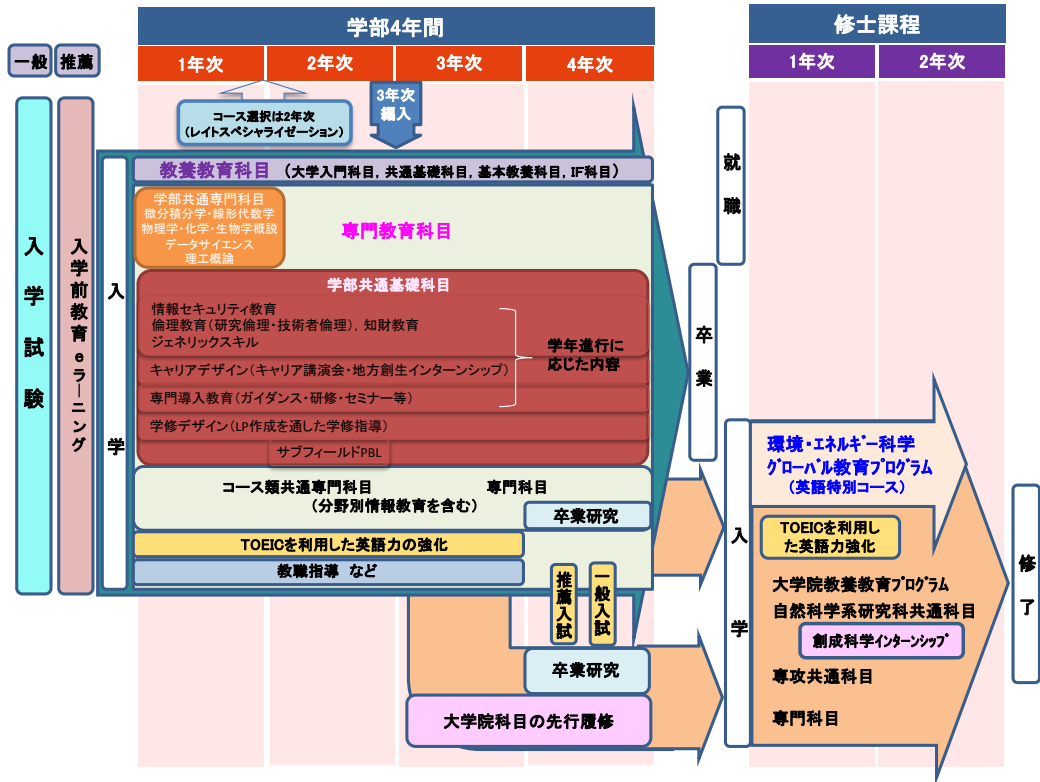 学部4年間
修士課程
一般
推薦
1年次
2年次
3年次
4年次
1年次
2年次
コース選択は2年次
(レイトスペシャライゼーション)
3年次
編入
入学試験
入学前教育eラーニング
入学
教養教育科目 (大学入門科目, 共通基礎科目, 基本教養科目, IF科目)
学部共通専門科目
微分積分学・線形代数学
物理学・化学・生物学概説
データサイエンス
理工概論
専門教育科目
学部共通基礎科目
情報セキュリティ教育
倫理教育(研究倫理・技術者倫理), 知財教育
ジェネリックスキル
学年進行に
応じた内容
キャリアデザイン(キャリア講演会・地方創生インターンシップ)
専門導入教育(ガイダンス・研修・セミナー等)
学修デザイン(LP作成を通した学修指導)
サブフィールドPBL
コース類共通専門科目
専門科目
(分野別情報教育を含む)
卒業研究
TOEICを利用した英語力の強化
教職指導 など
推薦入試
一般入試
卒業研究
大学院科目の先行履修
就職
卒業
入学
環境・エネルギー科学
グローバル教育プログラム
(英語特別コース)
TOEICを利用し
た英語力強化
大学院教養教育プログラム
自然科学系研究科共通科目
創成科学インターンシップ
専攻共通科目
専門科目
修了